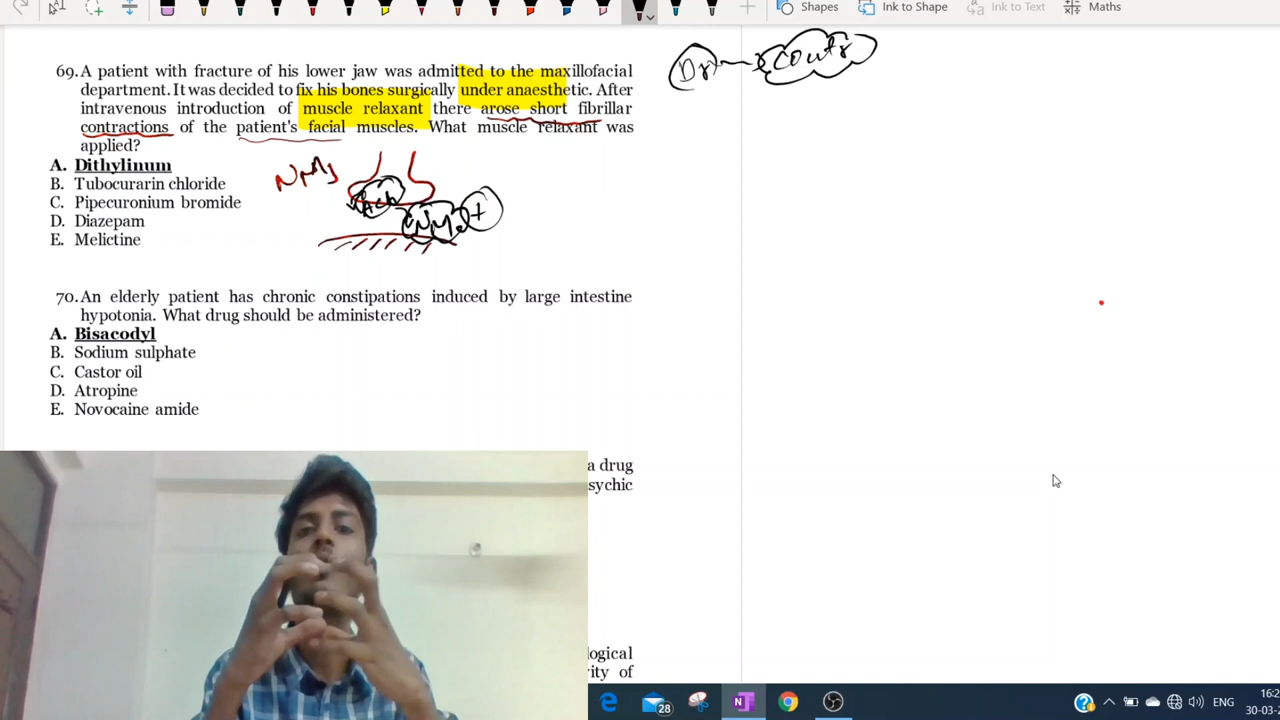 Shapes
Ink to Shape
Ink to Text
Maths
69. A patient with fracture of his lower jaw was admitted to the maxillofacial
department. It was decided to fix his bones surgically under anaesthetic. After
intravenous introduction of muscle relaxant there arose short fibrillar
contractions of the patient's facial muscles. What muscle relaxant was
applied?
A. Dithylinum
B. Tubocurarin chloride
C. Pipecuronium bromide
D. Diazepam
E. Melictine
70. An elderly patient has chronic constipations induced by large intestine
hypotonia. What drug should be administered?
A. Bisacodyl
B. Sodium sulphate
C. Castor oil
D. Atropine
E. Novocaine amide
a drug
sychic
logical
rity of
28
ENG
16:2
30-03-